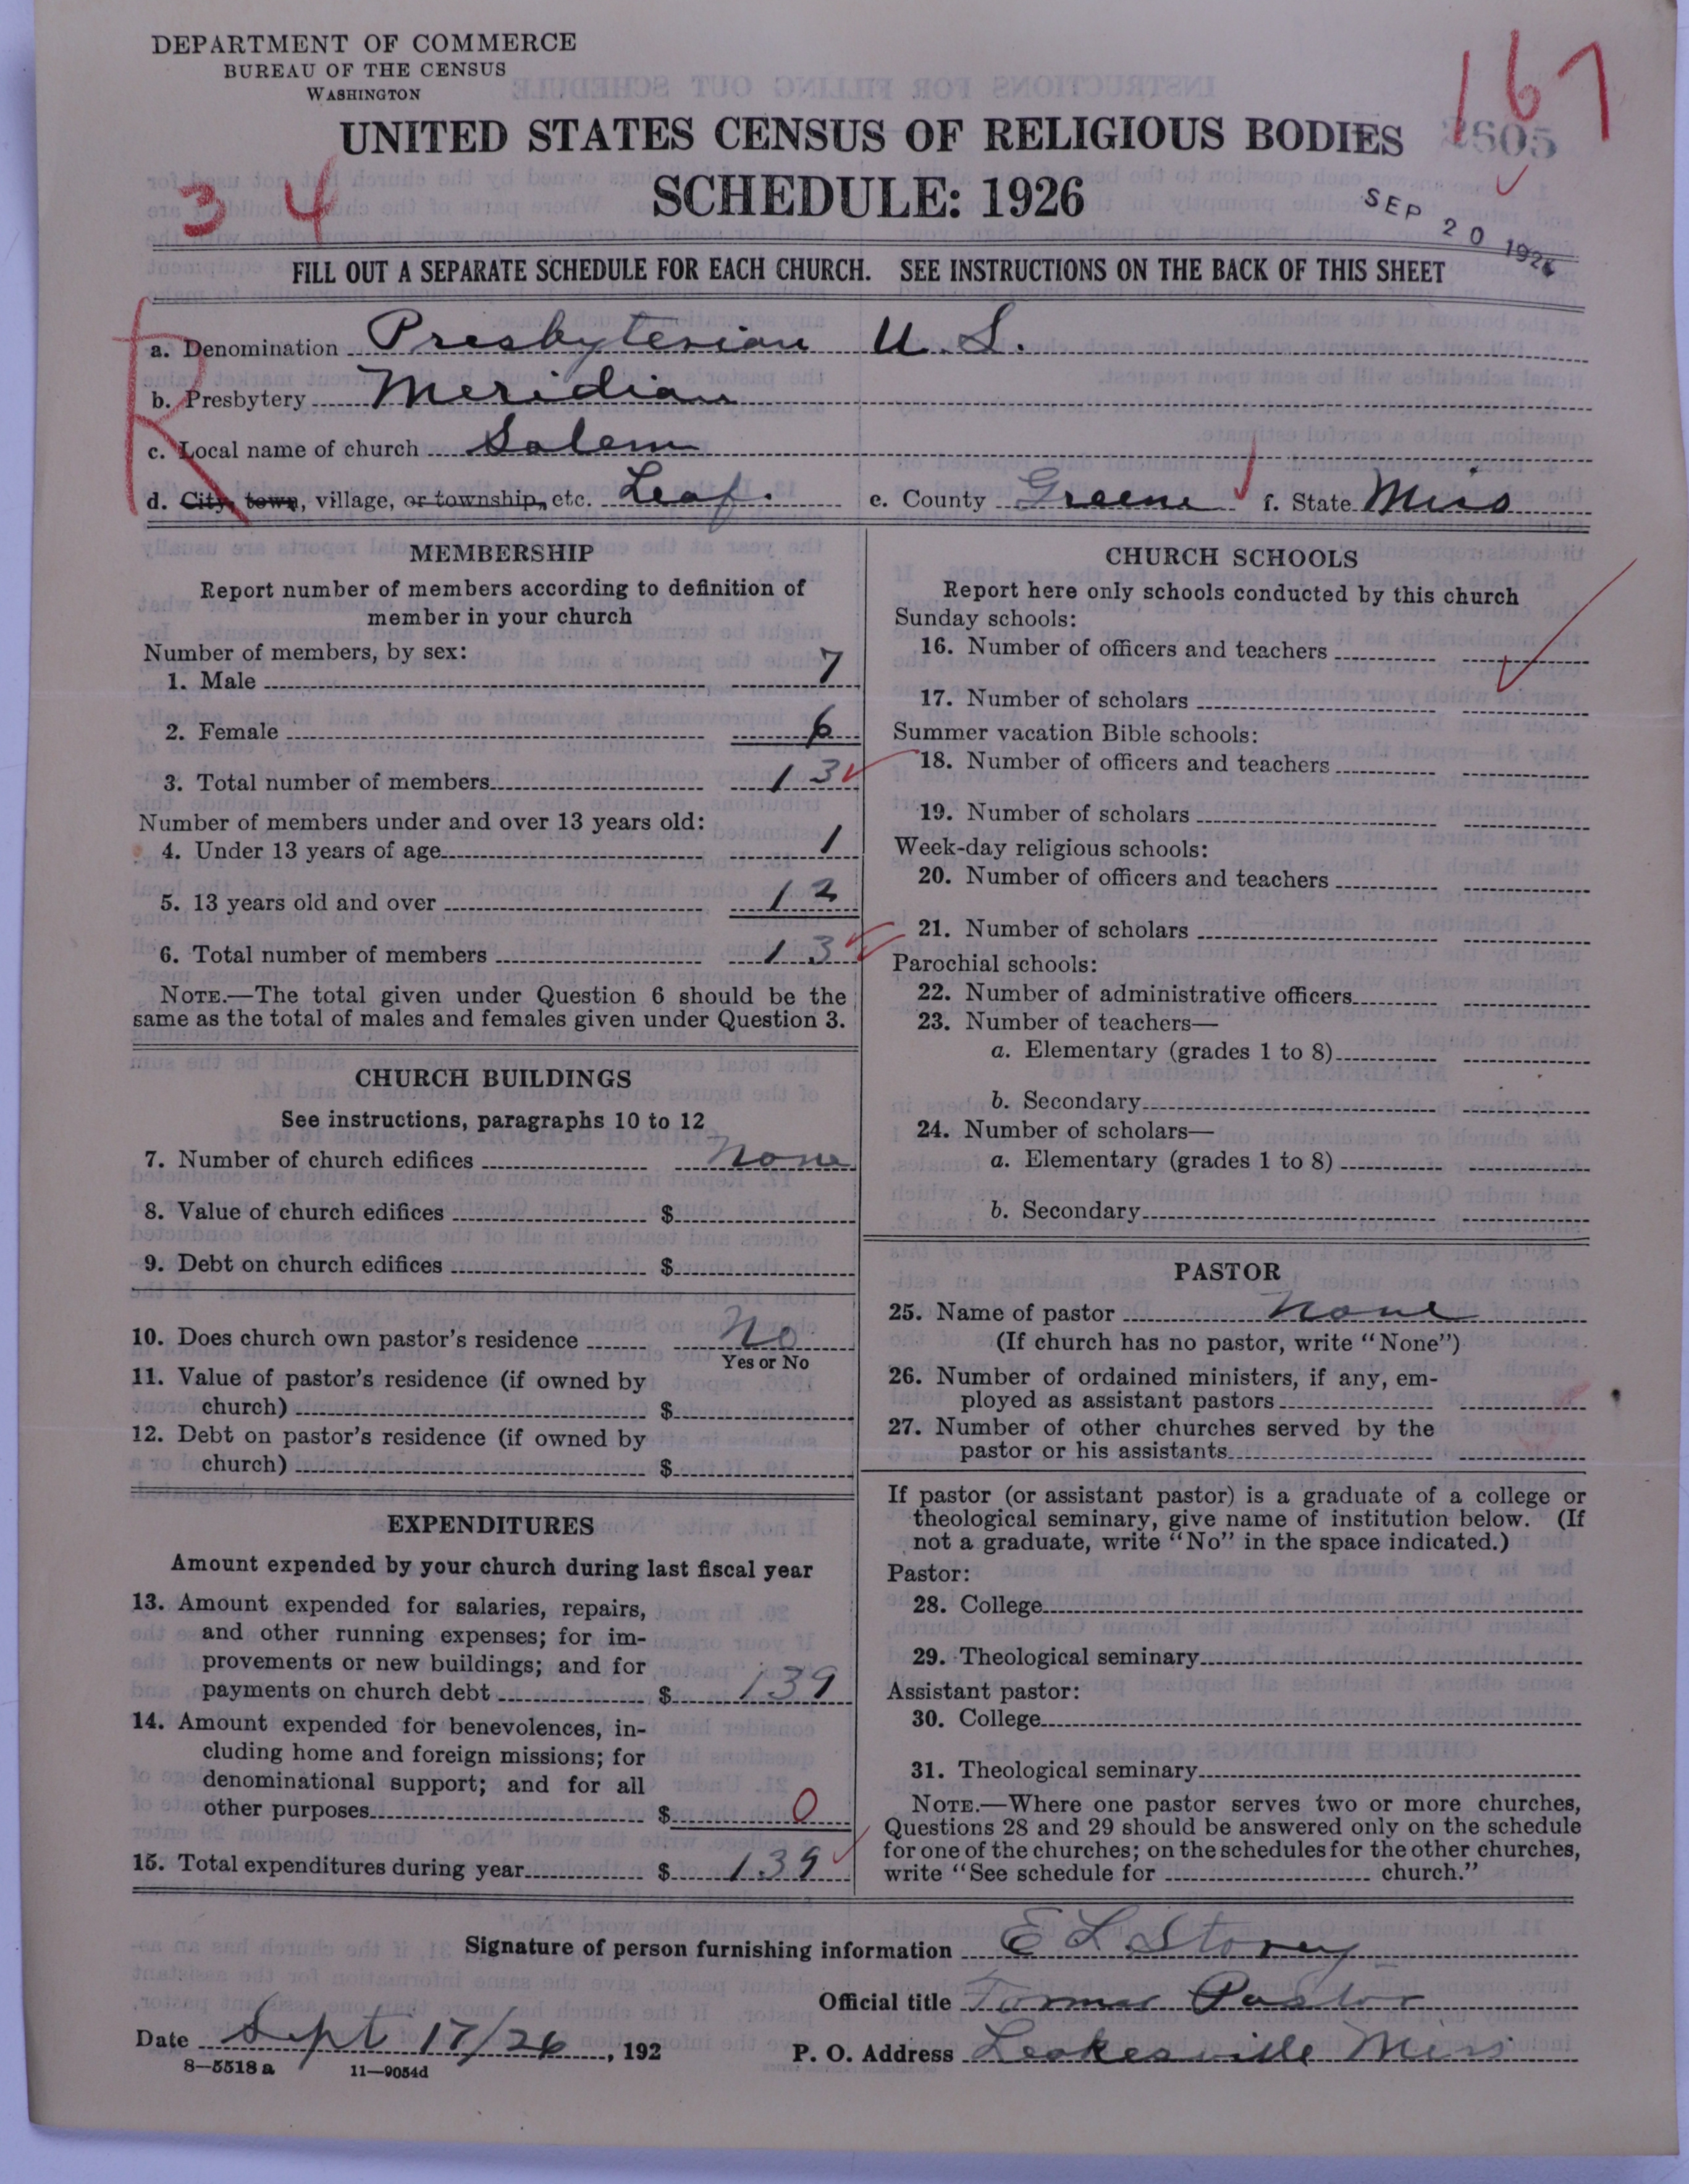 DEPARTMENT OF COMMERCE
BUREAU OF THE CENSUS
WASHINGTON
167
UNITED STATES CENSUS OF RELIGIOUS BODIES
2605
34
SCHEDULE: 1926
SEP 20 1926
FILL OUT A SEPARATE SCHEDULE FOR EACH CHURCH. SEE INSTRUCTIONS ON THE BACK OF THIS SHEET
R
a. Denomination Presbyterian U.S.
b. Presbytery Meridian
c. Local name of church Salem
d. City, town, village, or township, etc. Leaf. e. County Greene f. State Miss
MEMBERSHIP
Report number of members according to definition of
member in your church
Number of members, by sex:
1. Male 7
2. Female 6
3. Total number of members 13
Number of members under and over 13 years old:
4. Under 13 years of age 1
5. 13 years old and over 12
6. Total number of members 13
NOTE.—The total given under Question 6 should be the
same as the total of males and females given under Question 3.
CHURCH BUILDINGS
See instructions, paragraphs 10 to 12
7. Number of church edifices None
8. Value of church edifices $
9. Debt on church edifices $
10. Does church own pastor's residence No
Yes or No
11. Value of pastor's residence (if owned by
church) $
12. Debt on pastor's residence (if owned by
church) $
EXPENDITURES
Amount expended by your church during last fiscal year
13. Amount expended for salaries, repairs,
and other running expenses; for im-
provements or new buildings; and for
payments on church debt $ 139
14. Amount expended for benevolences, in-
cluding home and foreign missions; for
denominational support; and for all
other purposes $ 0
15. Total expenditures during year $ 139
CHURCH SCHOOLS
Report here only schools conducted by this church
Sunday schools:
16. Number of officers and teachers
17. Number of scholars
Summer vacation Bible schools:
18. Number of officers and teachers
19. Number of scholars
Week-day religious schools:
20. Number of officers and teachers
21. Number of scholars
Parochial schools:
22. Number of administrative officers
23. Number of teachers—
a. Elementary (grades 1 to 8)
b. Secondary
24. Number of scholars—
a. Elementary (grades 1 to 8)
b. Secondary
PASTOR
25. Name of pastor None
(If church has no pastor, write "None")
26. Number of ordained ministers, if any, em-
ployed as assistant pastors
27. Number of other churches served by the
pastor or his assistants
If pastor (or assistant pastor) is a graduate of a college or
theological seminary, give name of institution below. (If
not a graduate, write "No" in the space indicated.)
Pastor:
28. College
29. Theological seminary
Assistant pastor:
30. College
31. Theological seminary
NOTE.—Where one pastor serves two or more churches,
Questions 28 and 29 should be answered only on the schedule
for one of the churches; on the schedules for the other churches,
write "See schedule for church."
Signature of person furnishing information E L Storey
Official title Former Pastor
Date Sept 17/26, 192
P. O. Address Leakesville Miss
8—5518 a 11—9054d